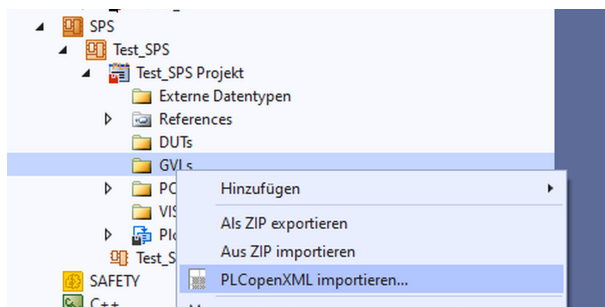 SPS
Test_SPS
Test_SPS Projekt
Externe Datentypen
References
DUTs
GVLs
Hinzufügen
Als ZIP exportieren
Aus ZIP importieren
PLCopenXML importieren...
Test_S
SAFETY
C++